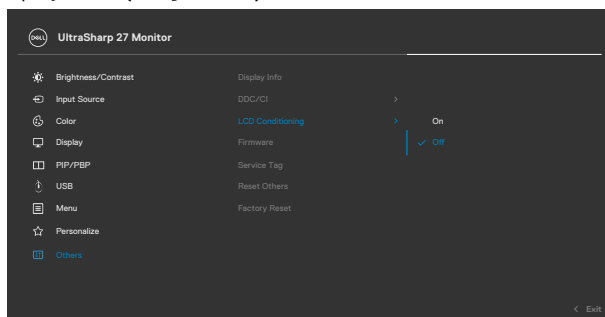 DELL UltraSharp 27 Monitor
Brightness/Contrast Display Info
Input Source DDC/CI >
Color LCD Conditioning > On
Display Firmware ✓ Off
PIP/PBP Service Tag
USB Reset Others
Menu Factory Reset
Personalize
Others
< Exit